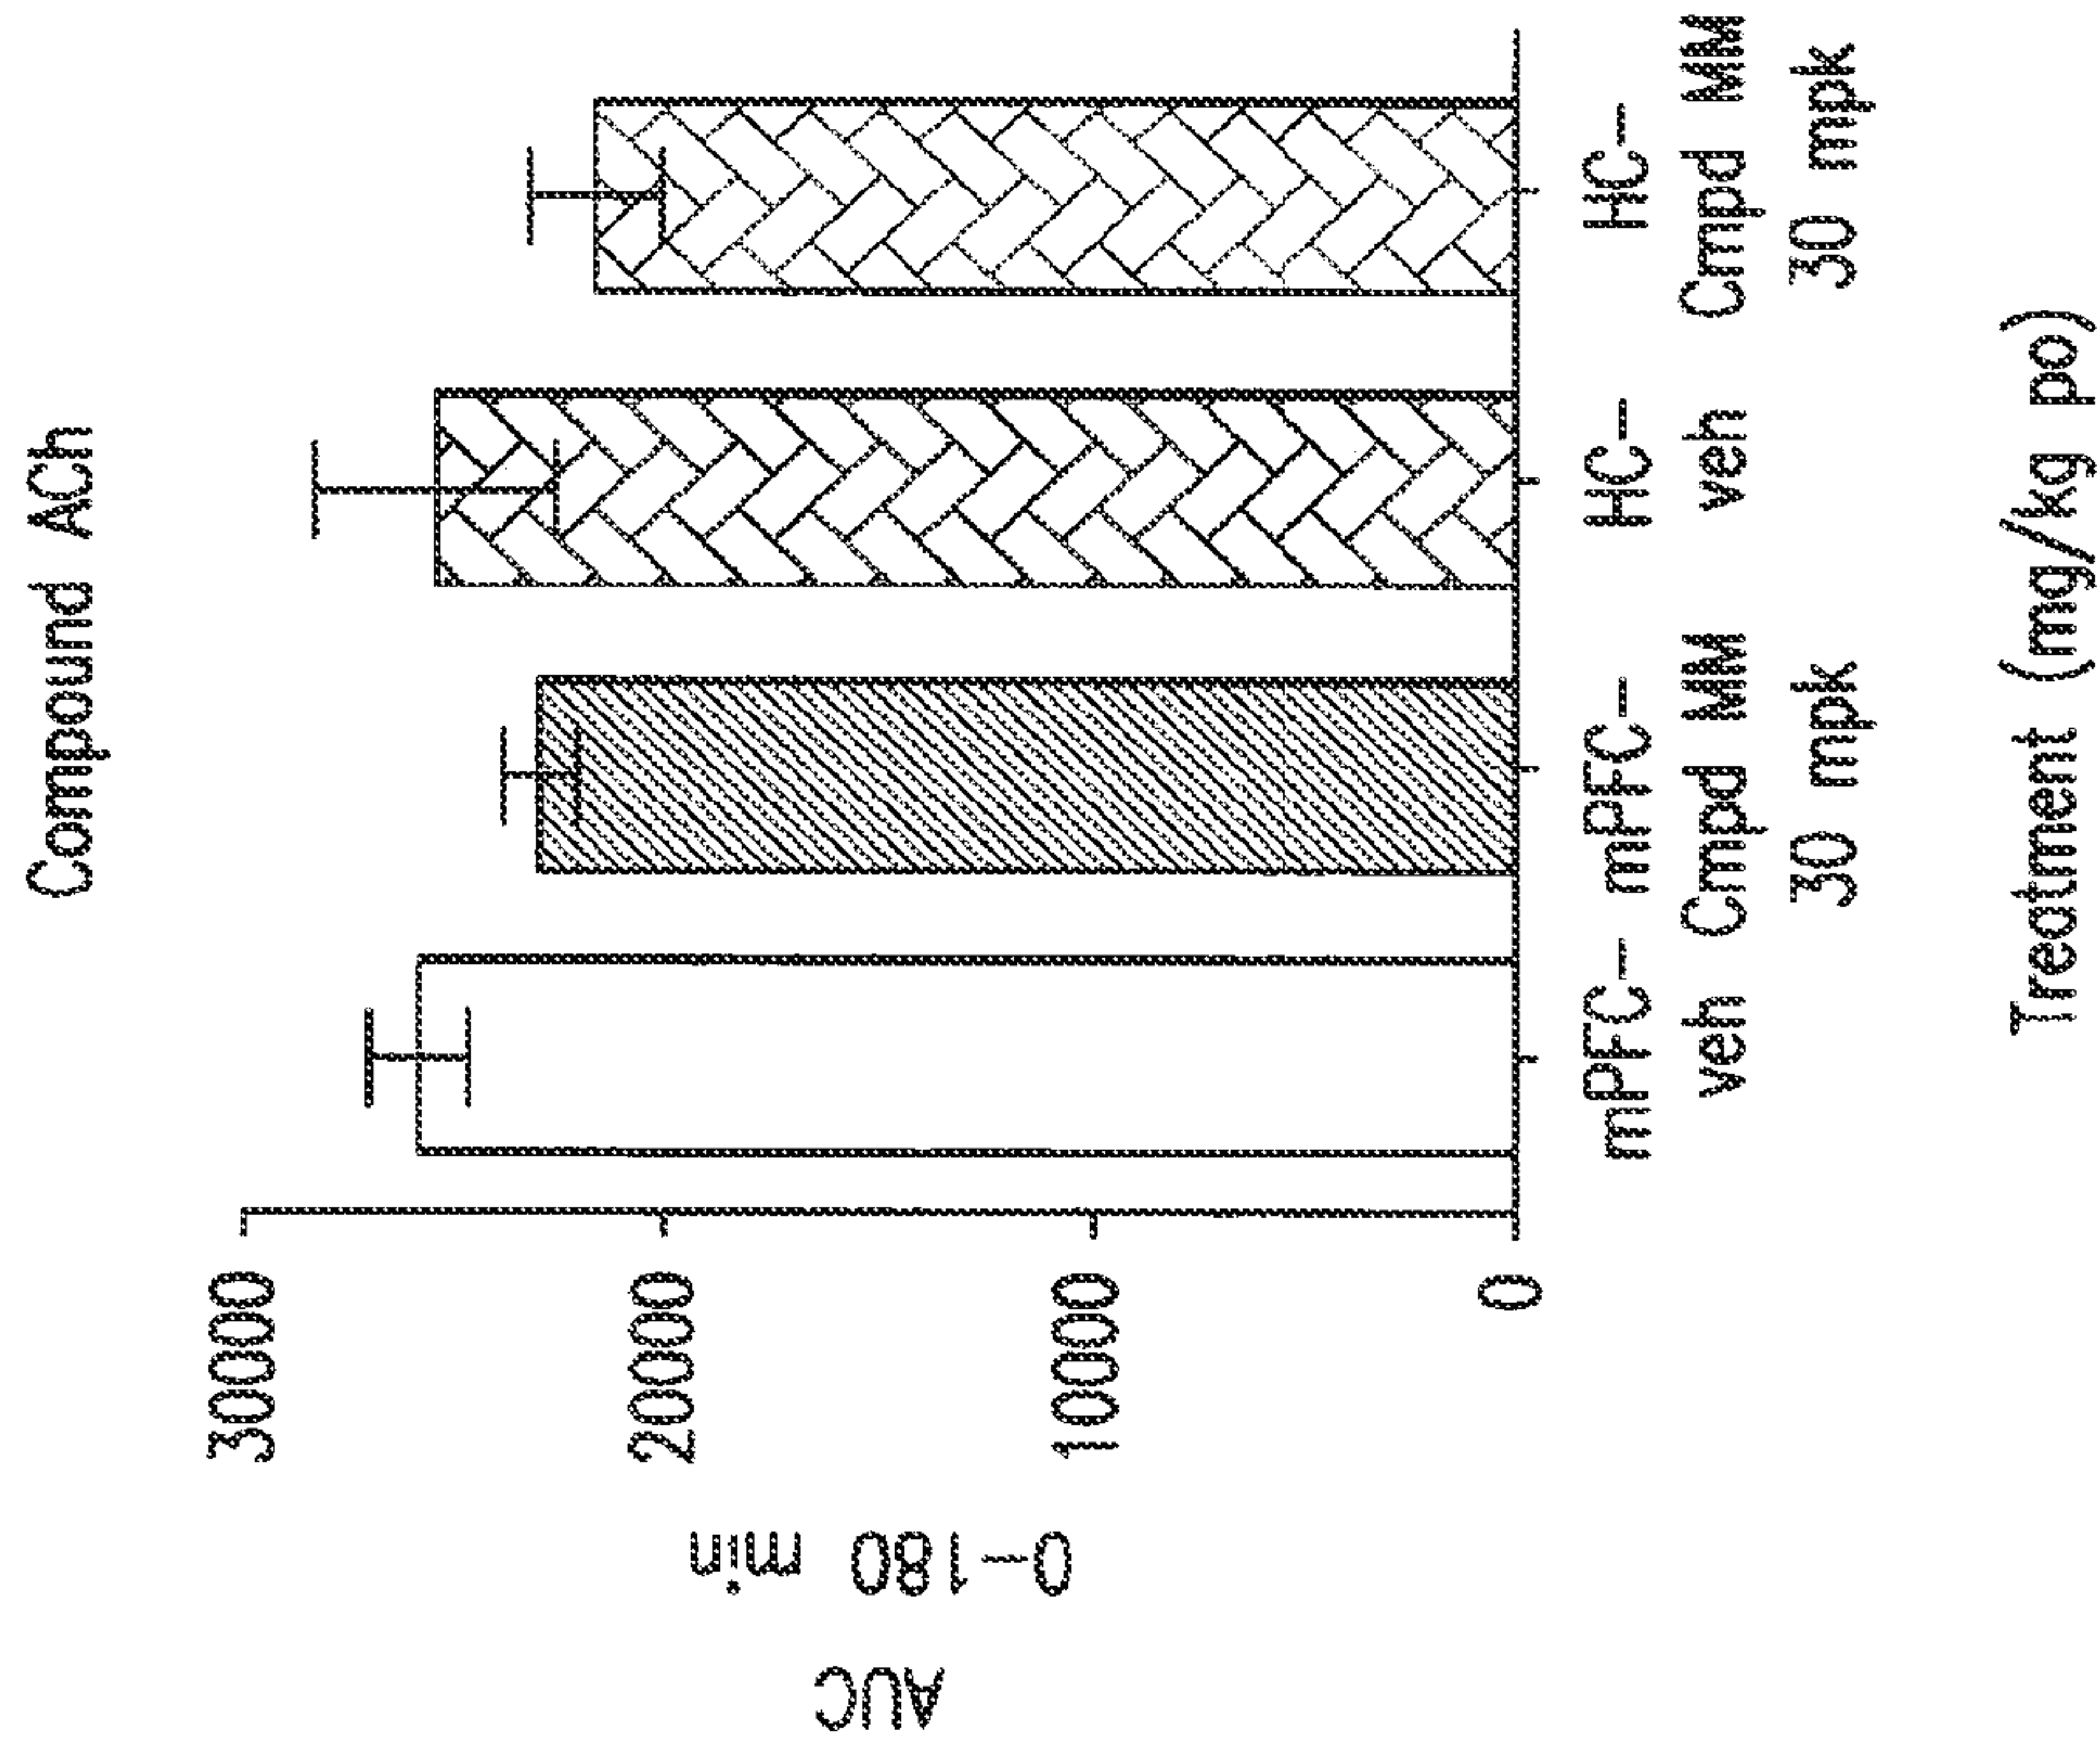 Compound ACh
AUC
0-180 min
30000
20000
10000
0
mPFC- mPFC- HC- HC-
veh Cmpd MM veh Cmpd MM
30 mpk 30 mpk
Treatment (mg/kg po)